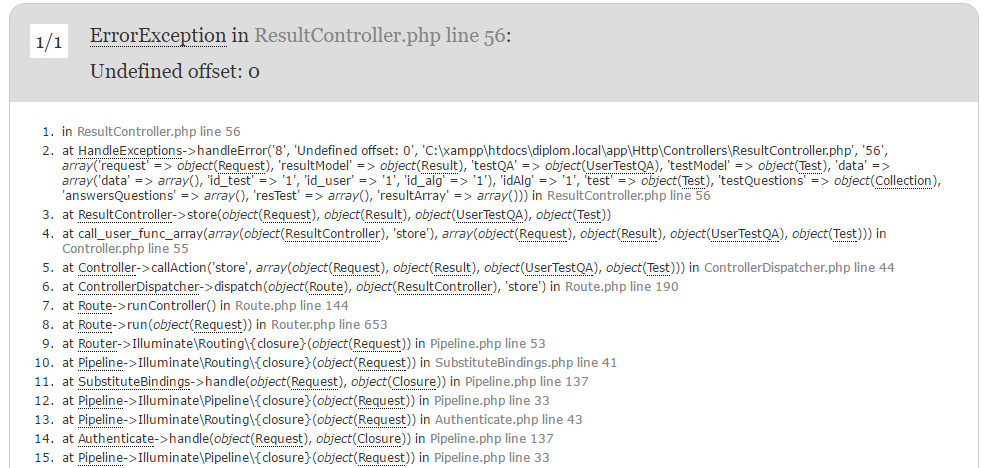 1/1
ErrorException in ResultController.php line 56:
Undefined offset: 0
1. in ResultController.php line 56
2. at HandleExceptions->handleError('8', 'Undefined offset: 0', 'C:\xampp\htdocs\diplom.local\app\Http\Controllers\ResultController.php', '56',
array('request' => object(Request), 'resultModel' => object(Result), 'testQA' => object(UserTestQA), 'testModel' => object(Test), 'data' =>
array('data' => array(), 'id_test' => '1', 'id_user' => '1', 'id_alg' => '1'), 'idAlg' => '1', 'test' => object(Test), 'testQuestions' => object(Collection),
'answersQuestions' => array(), 'resTest' => array(), 'resultArray' => array())) in ResultController.php line 56
3. at ResultController->store(object(Request), object(Result), object(UserTestQA), object(Test))
4. at call_user_func_array(array(object(ResultController), 'store'), array(object(Request), object(Result), object(UserTestQA), object(Test))) in
Controller.php line 55
5. at Controller->callAction('store', array(object(Request), object(Result), object(UserTestQA), object(Test))) in ControllerDispatcher.php line 44
6. at ControllerDispatcher->dispatch(object(Route), object(ResultController), 'store') in Route.php line 190
7. at Route->runController() in Route.php line 144
8. at Route->run(object(Request)) in Router.php line 653
9. at Router->Illuminate\Routing\{closure}(object(Request)) in Pipeline.php line 53
10. at Pipeline->Illuminate\Routing\{closure}(object(Request)) in SubstituteBindings.php line 41
11. at SubstituteBindings->handle(object(Request), object(Closure)) in Pipeline.php line 137
12. at Pipeline->Illuminate\Pipeline\{closure}(object(Request)) in Pipeline.php line 33
13. at Pipeline->Illuminate\Routing\{closure}(object(Request)) in Authenticate.php line 43
14. at Authenticate->handle(object(Request), object(Closure)) in Pipeline.php line 137
15. at Pipeline->Illuminate\Pipeline\{closure}(object(Request)) in Pipeline.php line 33